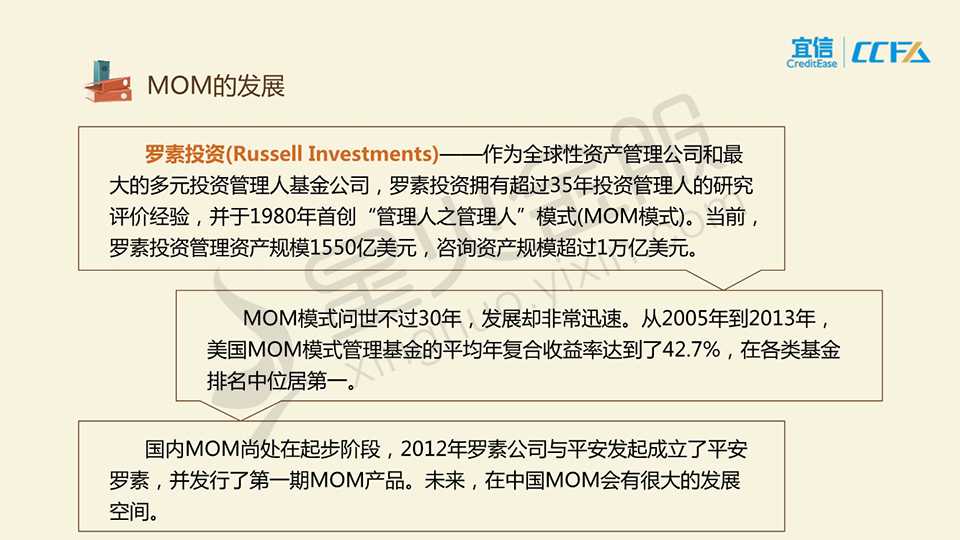 宜信
CreditEase
CCFA
MOM的发展
罗素投资(Russell Investments)——作为全球性资产管理公司和最
大的多元投资管理人基金公司，罗素投资拥有超过35年投资管理人的研究
评价经验，并于1980年首创“管理人之管理人”模式(MOM模式)。当前，
罗素投资管理资产规模1550亿美元，咨询资产规模超过1万亿美元。
MOM模式问世不过30年，发展却非常迅速。从2005年到2013年，
美国MOM模式管理基金的平均年复合收益率达到了42.7%，在各类基金
排名中位居第一。
国内MOM尚处在起步阶段，2012年罗素公司与平安发起成立了平安
罗素，并发行了第一期MOM产品。未来，在中国MOM会有很大的发展
空间。
星火金服
xinghuo.yixin.com